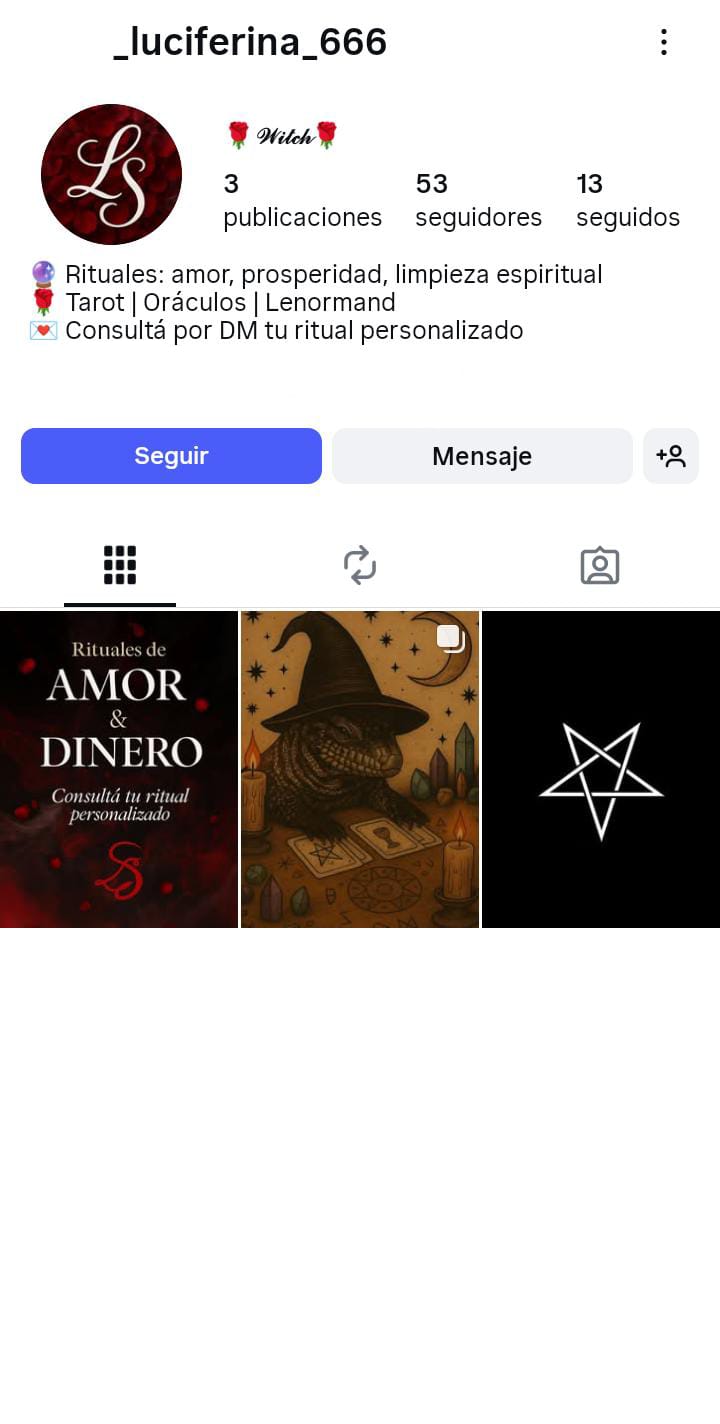 _luciferina_666
🌹 𝓦𝓲𝓽𝓬𝓱🌹
3 publicaciones
53 seguidores
13 seguidos
🔮 Rituales: amor, prosperidad, limpieza espiritual
🌹 Tarot | Oráculos | Lenormand
💌 Consultá por DM tu ritual personalizado
Seguir
Mensaje
Rituales de
AMOR
&
DINERO
Consultá tu ritual
personalizado
LS